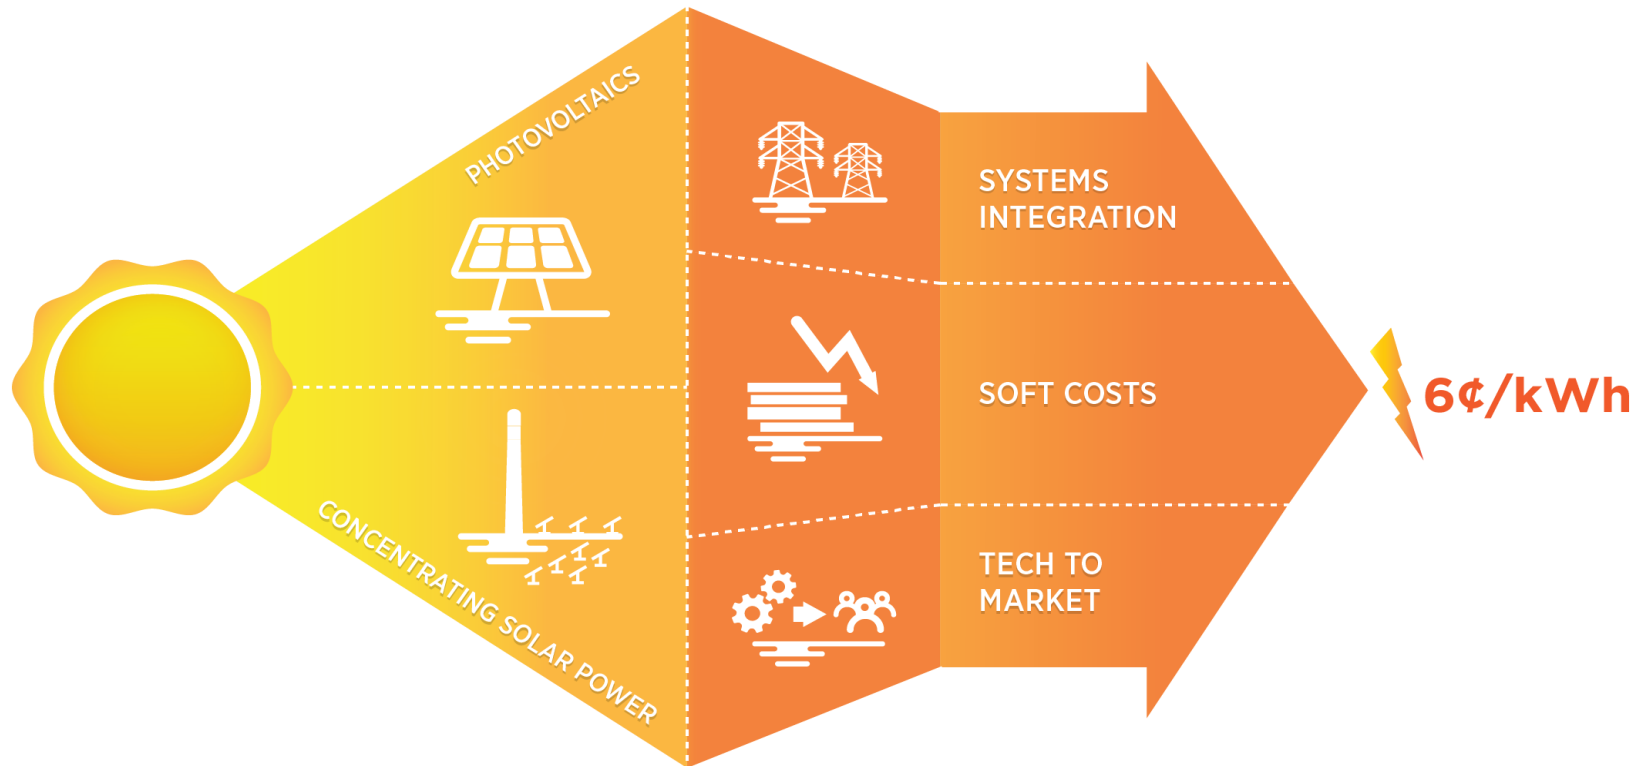 PHOTOVOLTAICS
CONCENTRATING SOLAR POWER
SYSTEMS
INTEGRATION
SOFT COSTS
TECH TO
MARKET
6¢/kWh